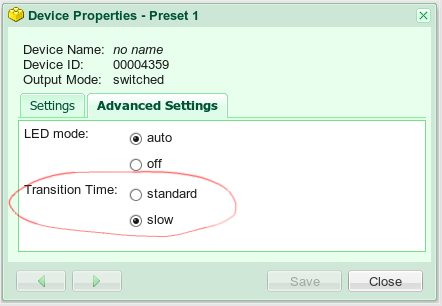 Device Properties - Preset 1
Device Name: no name
Device ID: 00004359
Output Mode: switched
Settings Advanced Settings
LED mode: auto
off
Transition Time: standard
slow
Save Close